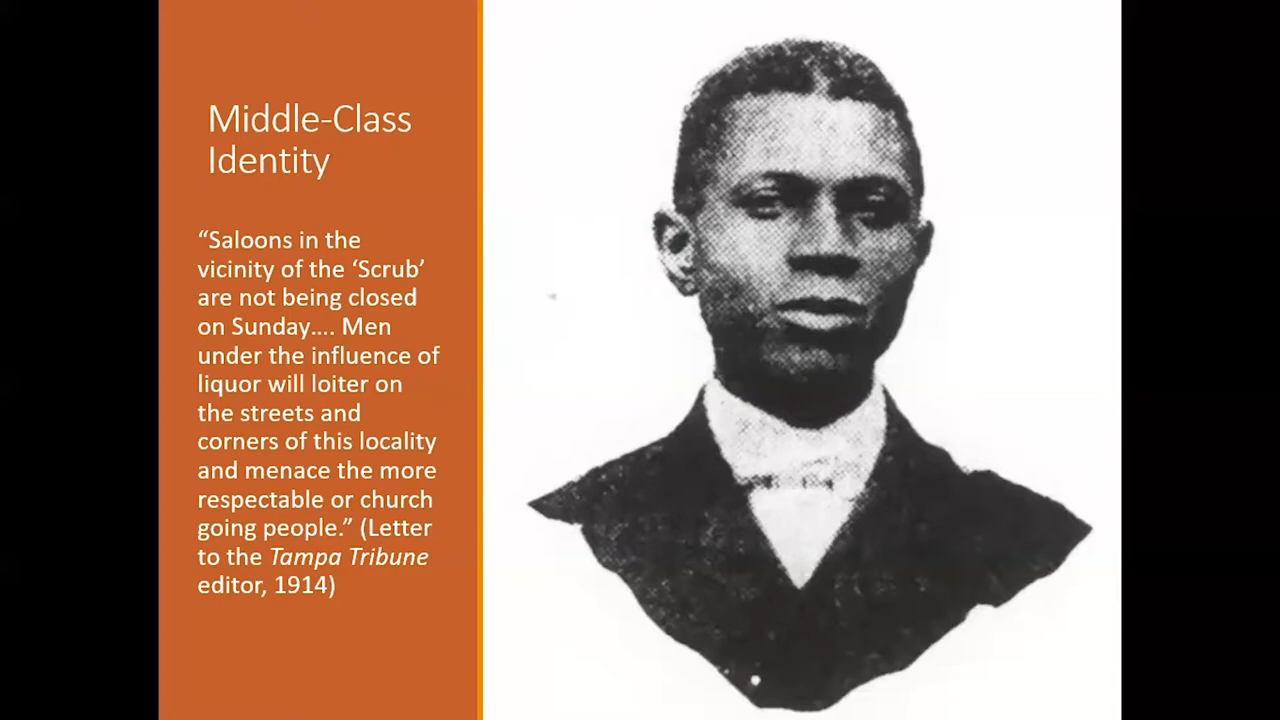 Middle-Class
Identity
“Saloons in the
vicinity of the ‘Scrub’
are not being closed
on Sunday…. Men
under the influence of
liquor will loiter on
the streets and
corners of this locality
and menace the more
respectable or church
going people.” (Letter
to the Tampa Tribune
editor, 1914)